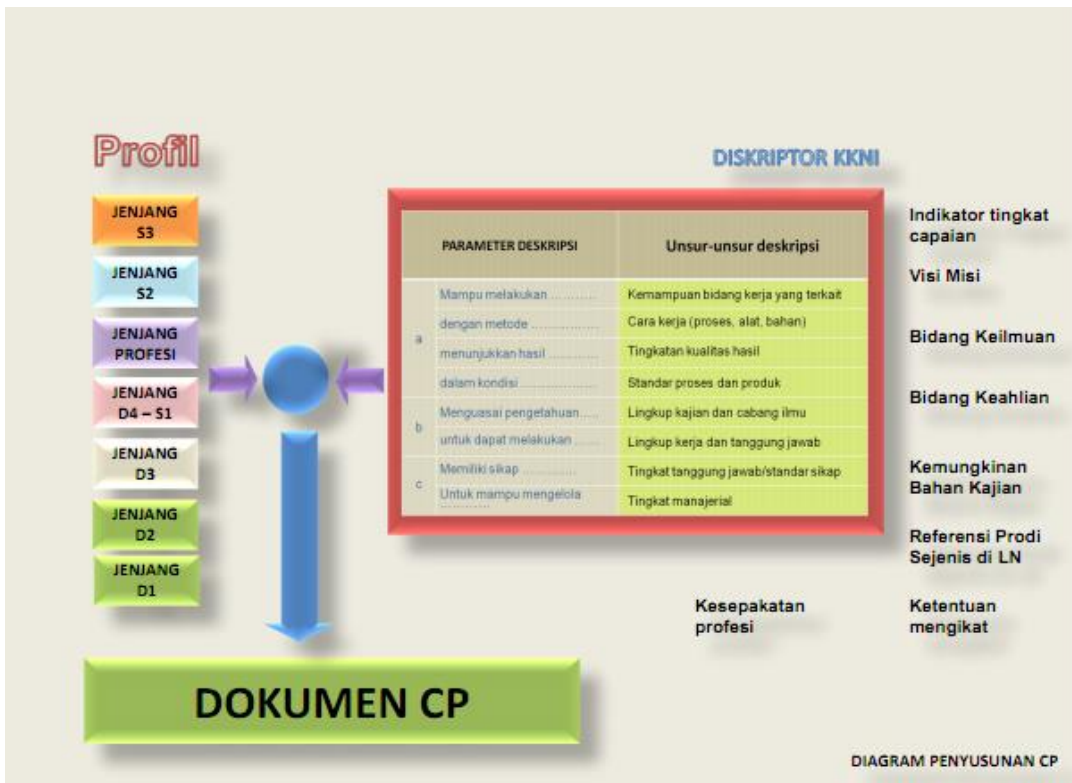 Profil
JENJANG
S3
JENJANG
S2
JENJANG
PROFESI
JENJANG
D4 – S1
JENJANG
D3
JENJANG
D2
JENJANG
D1
DISKRIPTOR KKNI
PARAMETER DESKRIPSI Unsur-unsur deskripsi
a
Mampu melakukan ............ Kemampuan bidang kerja yang terkait
dengan metode ................ Cara kerja (proses, alat, bahan)
menunjukkan hasil ............ Tingkatan kualitas hasil
dalam kondisi .................. Standar proses dan produk
b
Menguasai pengetahuan ..... Lingkup kajian dan cabang ilmu
untuk dapat melakukan ....... Lingkup kerja dan tanggung jawab
c
Memiliki sikap .............. Tingkat tanggung jawab/standar sikap
Untuk mampu mengelola Tingkat manajerial
.............
Indikator tingkat
capaian
Visi Misi
Bidang Keilmuan
Bidang Keahlian
Kemungkinan
Bahan Kajian
Referensi Prodi
Sejenis di LN
Kesepakatan
profesi
Ketentuan
mengikat
DOKUMEN CP
DIAGRAM PENYUSUNAN CP